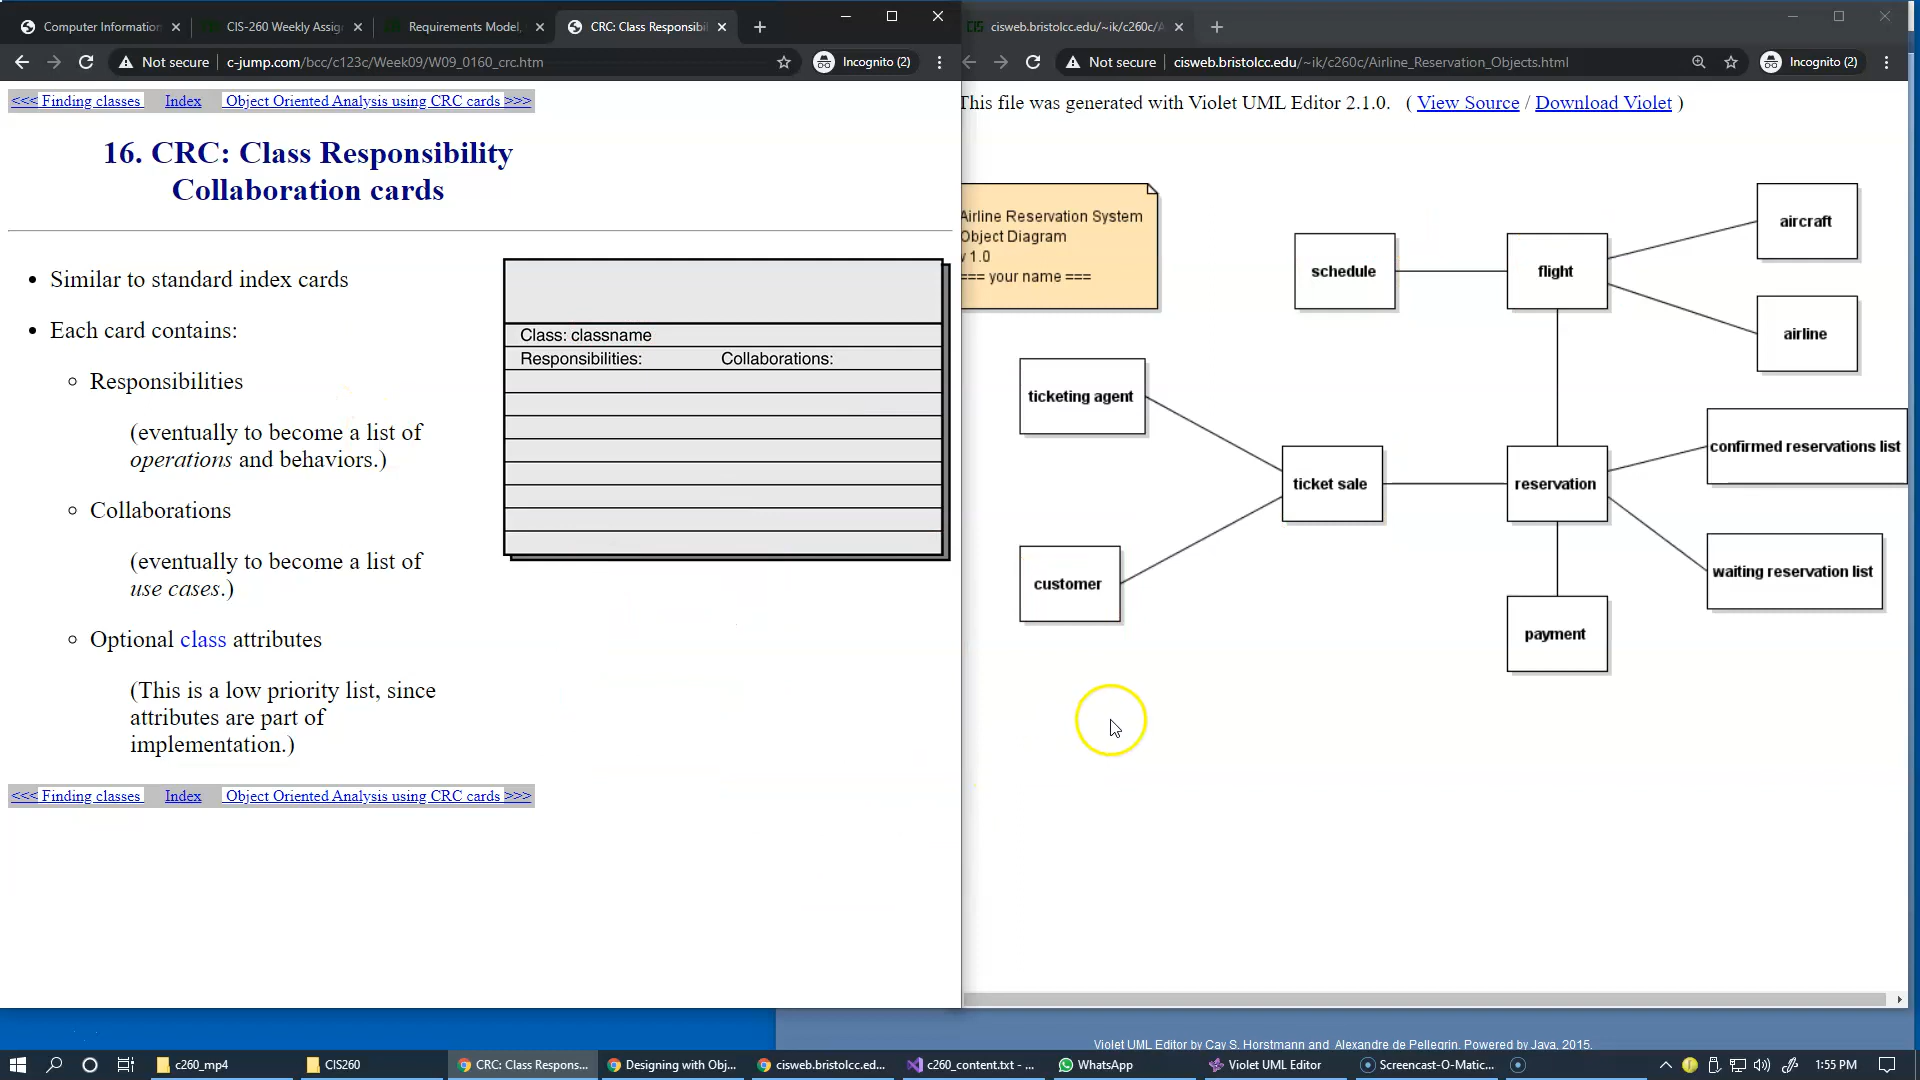 Computer Information
CIS-260 Weekly Assig
Requirements Model,
CRC: Class Responsibil
Not secure
c-jump.com/bcc/c123c/Week09/W09_0160_crc.htm
Incognito (2)
<<< Finding classes
Index
Object Oriented Analysis using CRC cards >>>
16. CRC: Class Responsibility
Collaboration cards
Similar to standard index cards
Each card contains:
Responsibilities
(eventually to become a list of
operations and behaviors.)
Collaborations
(eventually to become a list of
use cases.)
Optional class attributes
(This is a low priority list, since
attributes are part of
implementation.)
Class: classname
Responsibilities: Collaborations:
<<< Finding classes
Index
Object Oriented Analysis using CRC cards >>>
cisweb.bristolcc.edu/~ik/c260c/A
Not secure
cisweb.bristolcc.edu/~ik/c260c/Airline_Reservation_Objects.html
Incognito (2)
This file was generated with Violet UML Editor 2.1.0. ( View Source / Download Violet )
Airline Reservation System
Object Diagram
v 1.0
=== your name ===
schedule
flight
aircraft
airline
ticketing agent
customer
ticket sale
reservation
confirmed reservations list
waiting reservation list
payment
Violet UML Editor by Cay S. Horstmann and Alexandre de Pellegrin. Powered by Java, 2015.
c260_mp4
CIS260
CRC: Class Respons...
Designing with Obj...
cisweb.bristolcc.ed...
c260_content.txt - ...
WhatsApp
Violet UML Editor
Screencast-O-Matic...
1:55 PM